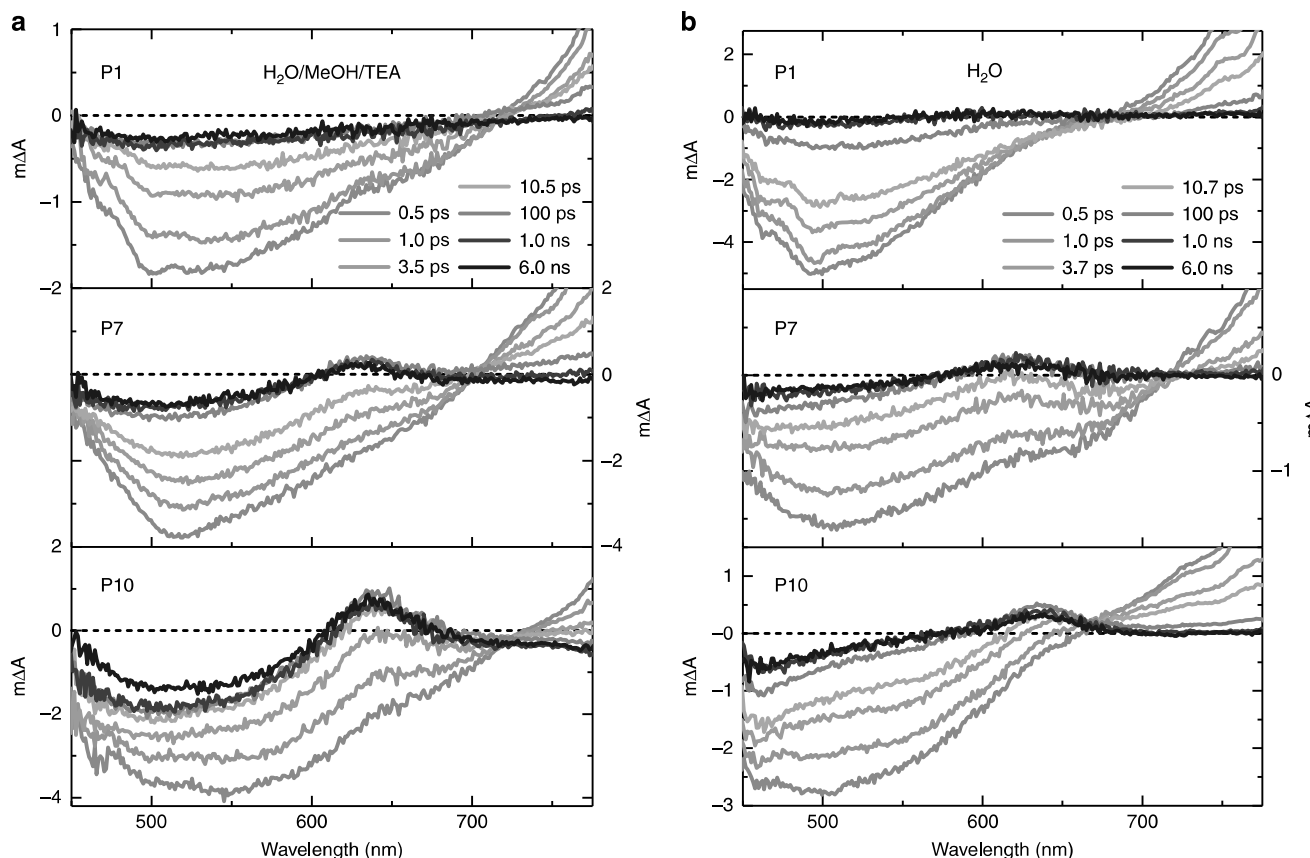 a
P1
H2O/MeOH/TEA
1
0
–1
–2
mΔA
0.5 ps
1.0 ps
3.5 ps
10.5 ps
100 ps
1.0 ns
6.0 ns
P7
2
0
–2
–4
mΔA
P10
2
0
–2
–4
mΔA
500
600
700
Wavelength (nm)
b
P1
H2O
2
0
–2
–4
mΔA
0.5 ps
1.0 ps
3.7 ps
10.7 ps
100 ps
1.0 ns
6.0 ns
P7
0
–1
mΔA
P10
1
–0
–1
–2
–3
mΔA
500
600
700
Wavelength (nm)